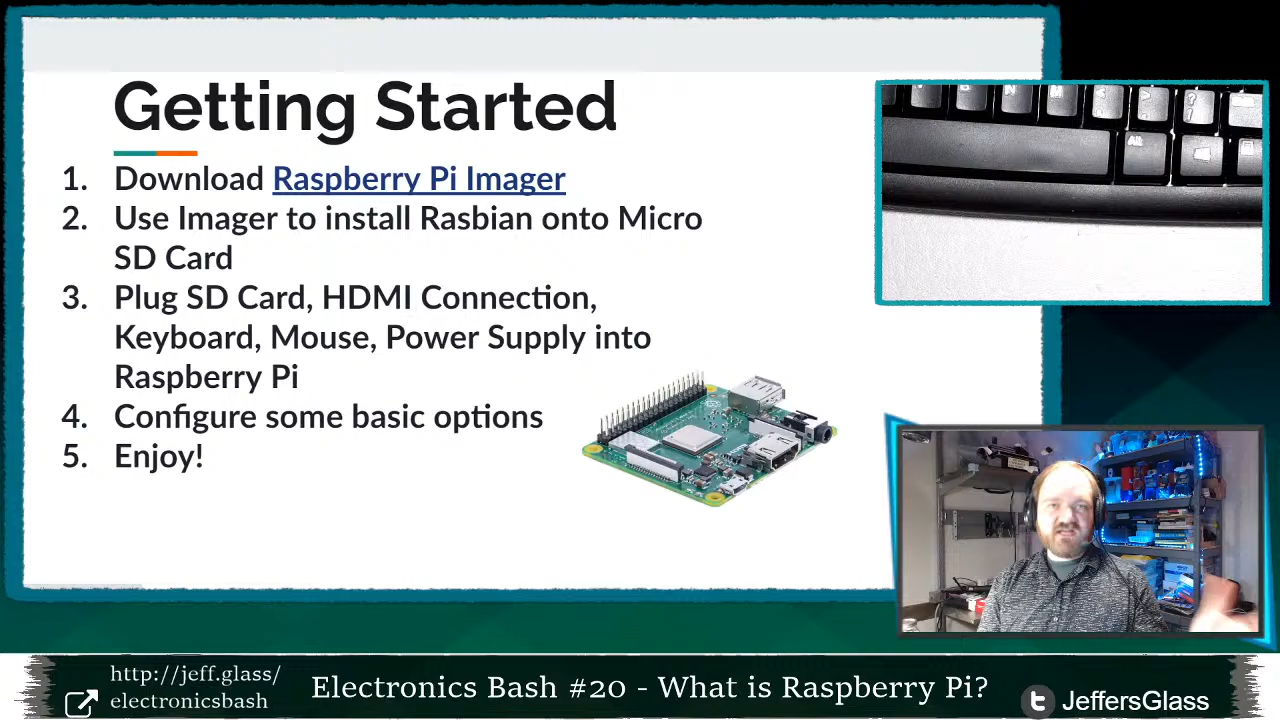 Getting Started
1. Download Raspberry Pi Imager
2. Use Imager to install Rasbian onto Micro
SD Card
3. Plug SD Card, HDMI Connection,
Keyboard, Mouse, Power Supply into
Raspberry Pi
4. Configure some basic options
5. Enjoy!
http://jeff.glass/
electronicsbash
Electronics Bash #20 - What is Raspberry Pi?
JeffersGlass